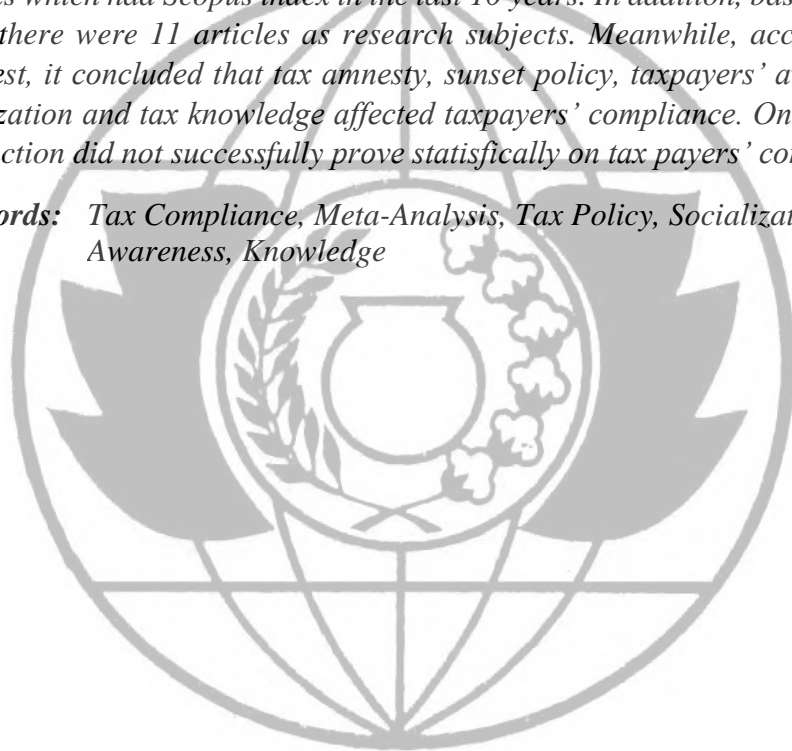 which had Scopus index in the last 10 years. In addition, bas
there were 11 articles as research subjects. Meanwhile, acc
est, it concluded that tax amnesty, sunset policy, taxpayers' a
zation and tax knowledge affected taxpayers' compliance. On
ction did not successfully prove statisfically on tax payers' co
ords: Tax Compliance, Meta-Analysis, Tax Policy, Socializat
Awareness, Knowledge